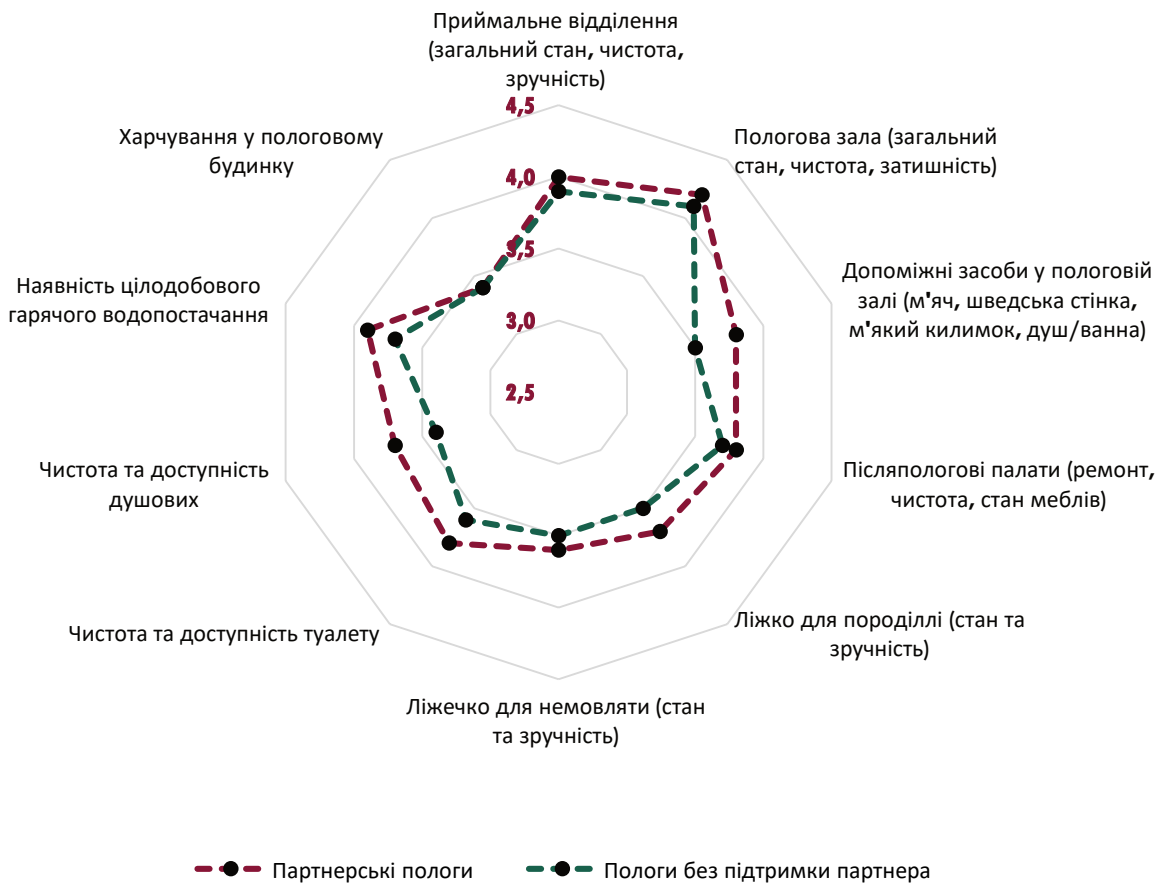 Приймальне відділення
(загальний стан, чистота,
зручність)
4,5
Харчування у пологовому
будинку
Пологова зала (загальний
стан, чистота, затишність)
4,0
3,5
Наявність цілодобового
гарячого водопостачання
Допоміжні засоби у пологовій
залі (м'яч, шведська стінка,
м'який килимок, душ/ванна)
3,0
2,5
Чистота та доступність
душових
Післяпологові палати (ремонт,
чистота, стан меблів)
Чистота та доступність туалету
Ліжко для породіллі (стан та
зручність)
Ліжечко для немовляти (стан
та зручність)
Партнерські пологи
Пологи без підтримки партнера